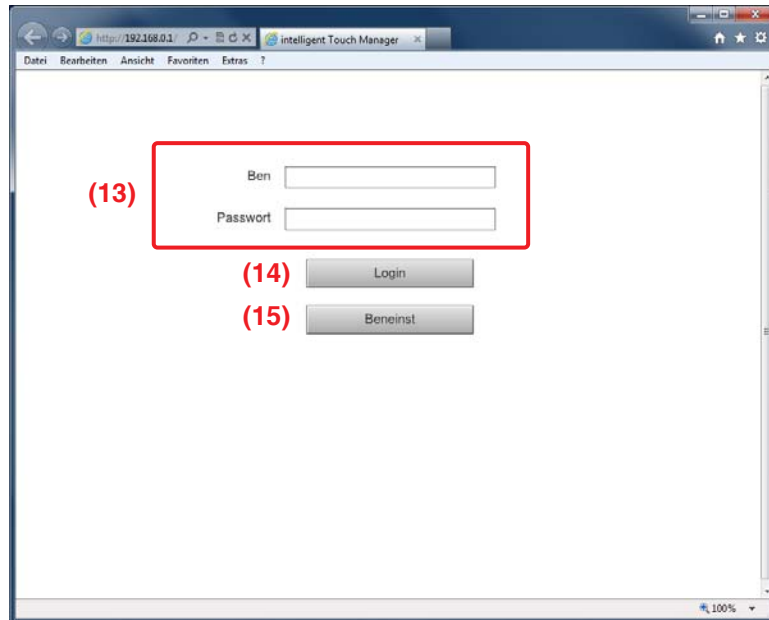 http://192.168.0.1/
intelligent Touch Manager
Datei Bearbeiten Ansicht Favoriten Extras ?
(13)
Ben
Passwort
(14) Login
(15) Beneinst
100%